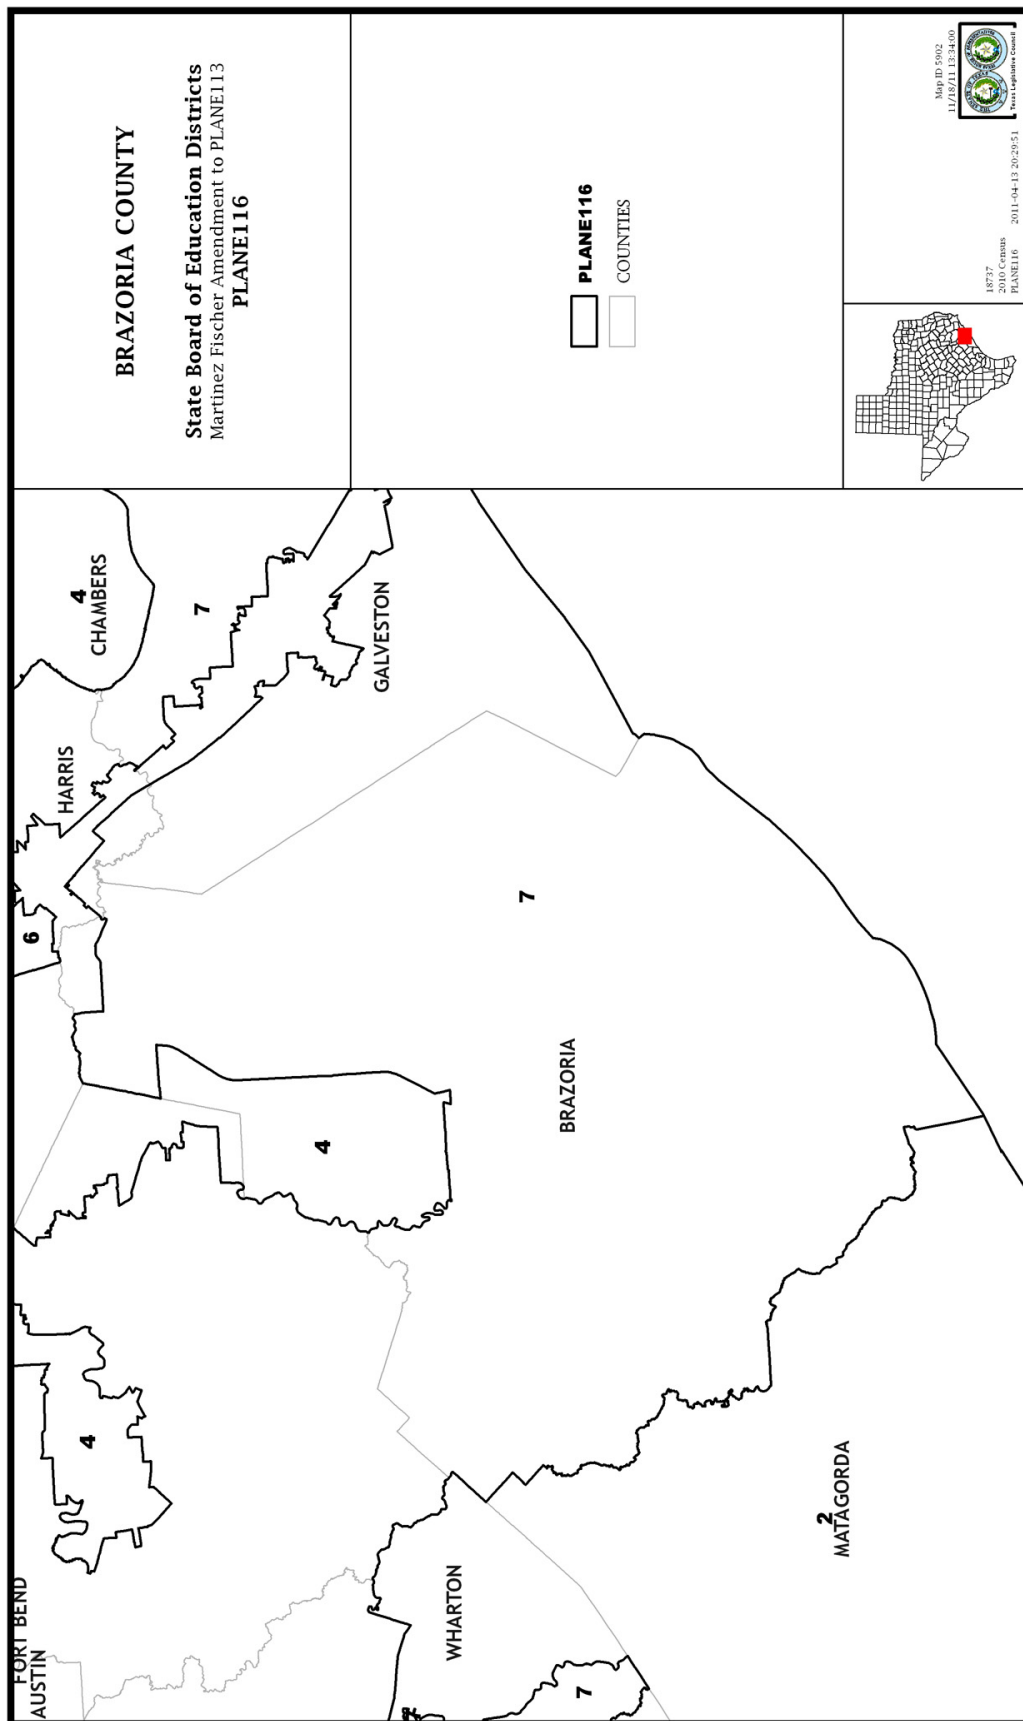 BRAZORIA COUNTY
State Board of Education Districts
Martinez Fischer Amendment to PLANE113
PLANE116
PLANE116
COUNTIES
Map ID 5902
11/18/11 13:34:00
Texas Legislative Council
18737
2010 Census
PLANE116 2011-04-13 20:29:51
FORT BEND
AUSTIN
4
6
HARRIS
4
CHAMBERS
7
GALVESTON
4
WHARTON
7
BRAZORIA
7
2
MATAGORDA